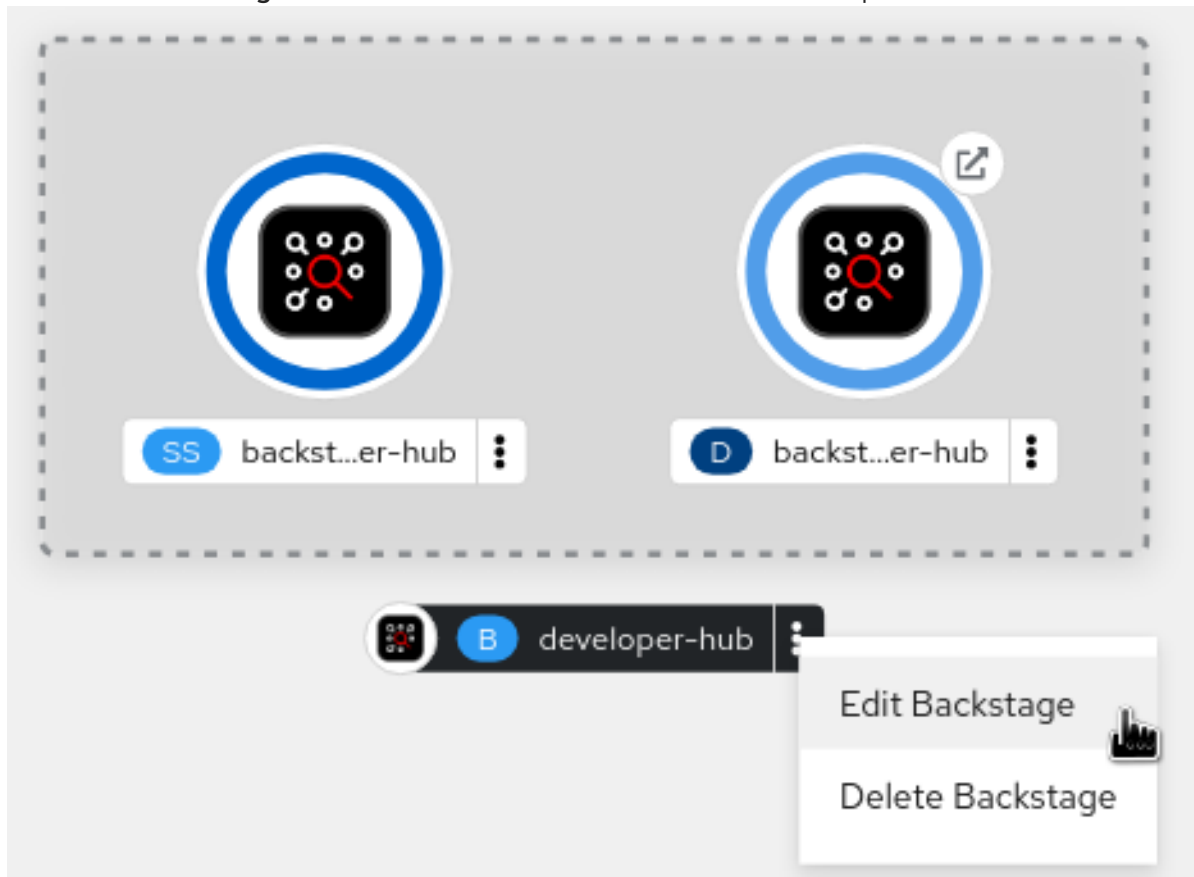 SS backst...er-hub
D backst...er-hub
B developer-hub
Edit Backstage
Delete Backstage